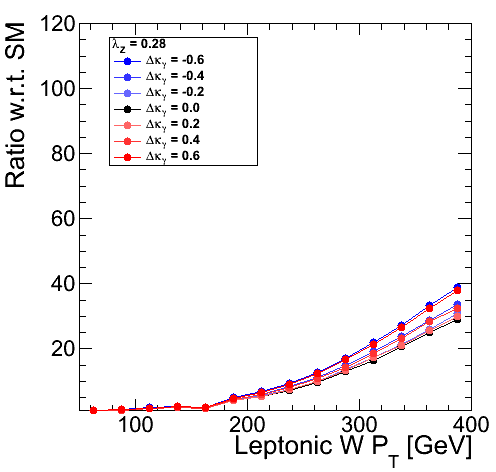 Ratio w.r.t. SM
120
100
80
60
40
20
λZ = 0.28
Δκγ = -0.6
Δκγ = -0.4
Δκγ = -0.2
Δκγ = 0.0
Δκγ = 0.2
Δκγ = 0.4
Δκγ = 0.6
100 200 300 400
Leptonic W PT [GeV]